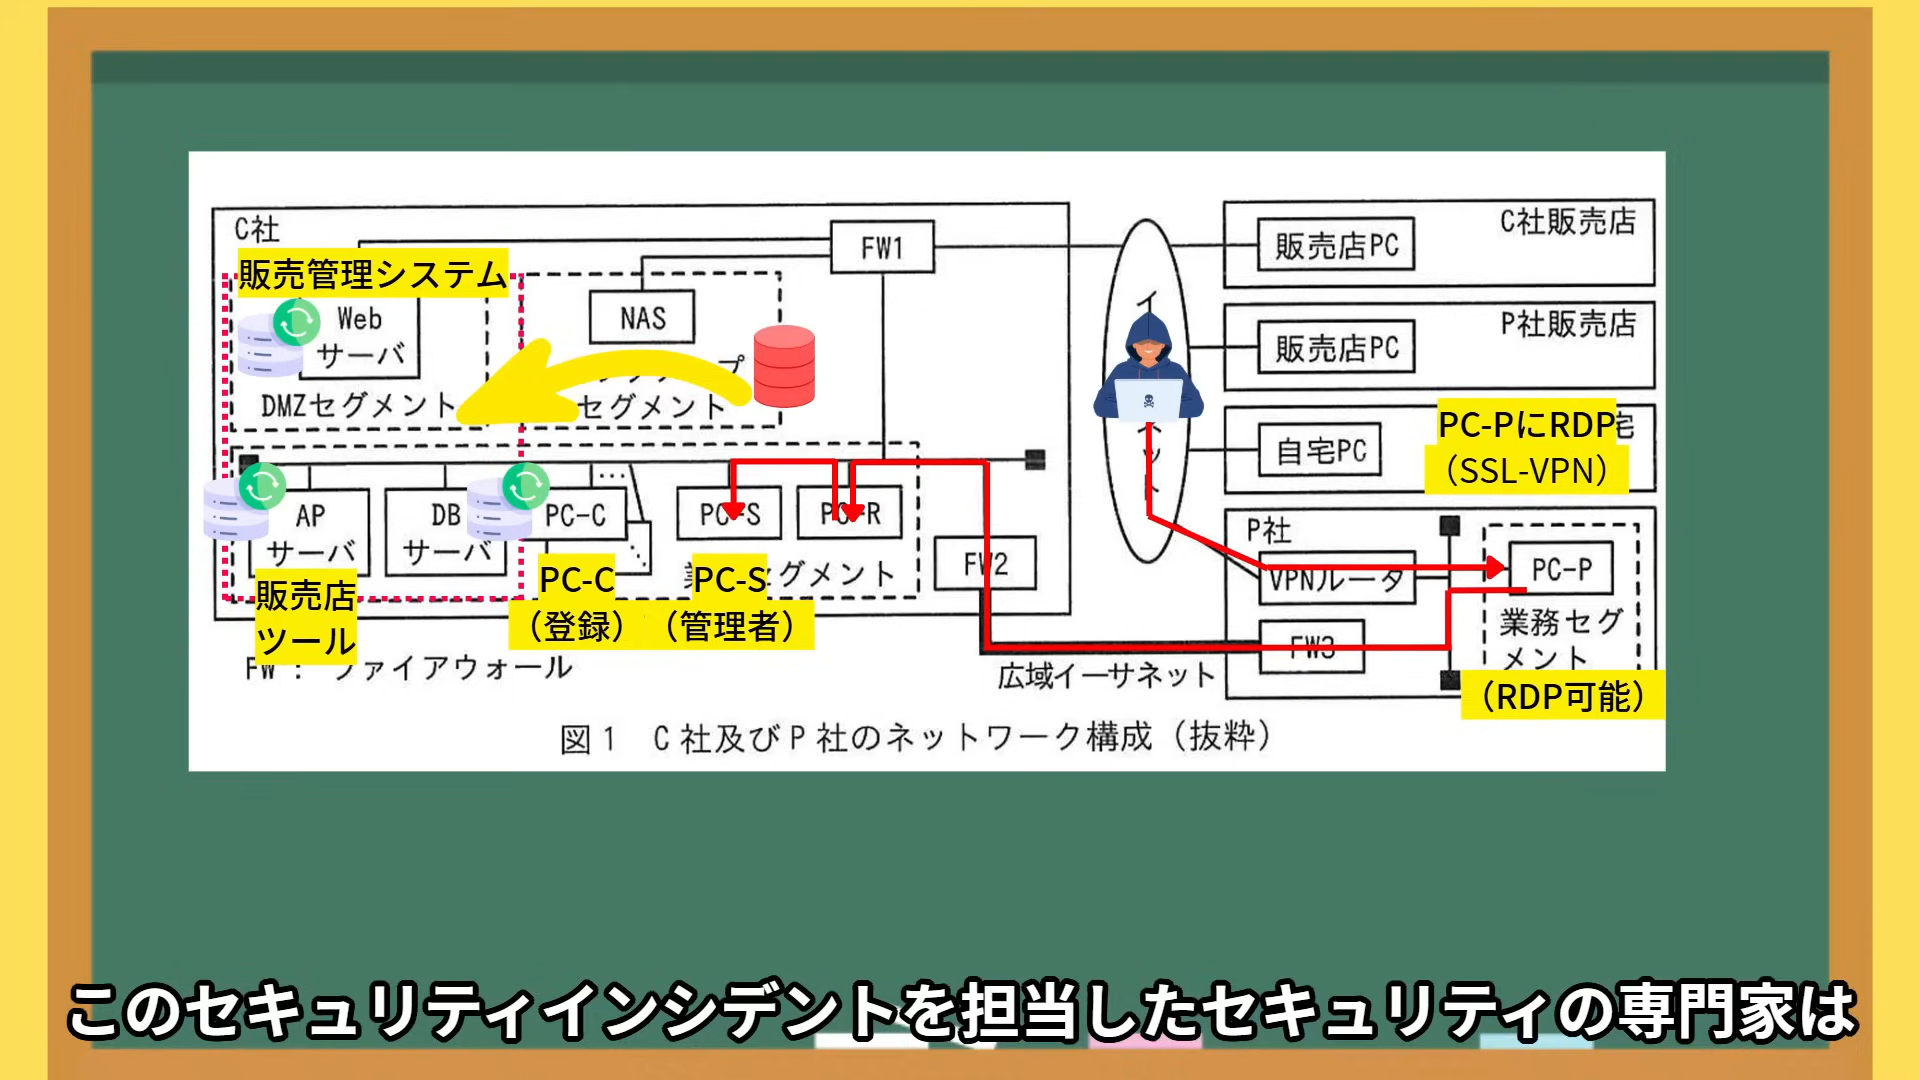 C社
販売管理システム
Web
サーバ
DMZセグメント
NAS
セグメント
FW1
C社販売店
販売店PC
P社販売店
販売店PC
自宅PC
PC-PにRDP
(SSL-VPN)
宅
AP
サーバ
DB
サーバ
PC-C
PC-S
PC-R
FW2
セグメント
販売店
ツール
PC-C
(登録)
PC-S
(管理者)
P社
VPNルータ
FW3
PC-P
業務セグ
メント
(RDP可能)
FW : ファイアウォール
広域イーサネット
図1 C社及びP社のネットワーク構成(抜粋)
このセキュリティインシデントを担当したセキュリティの専門家は